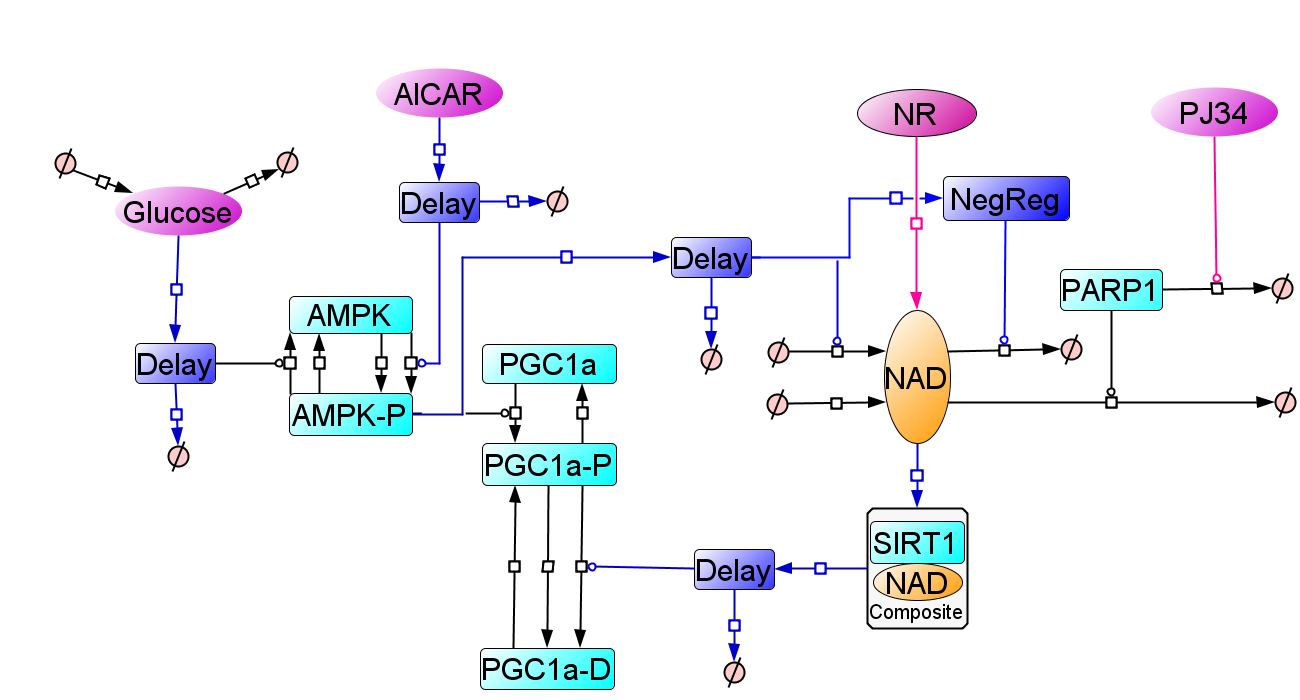 AICAR
NR
PJ34
Glucose
Delay
NegReg
Delay
PARP1
AMPK
Delay
PGC1a
NAD
AMPK-P
PGC1a-P
SIRT1
Delay
NAD
Composite
PGC1a-D